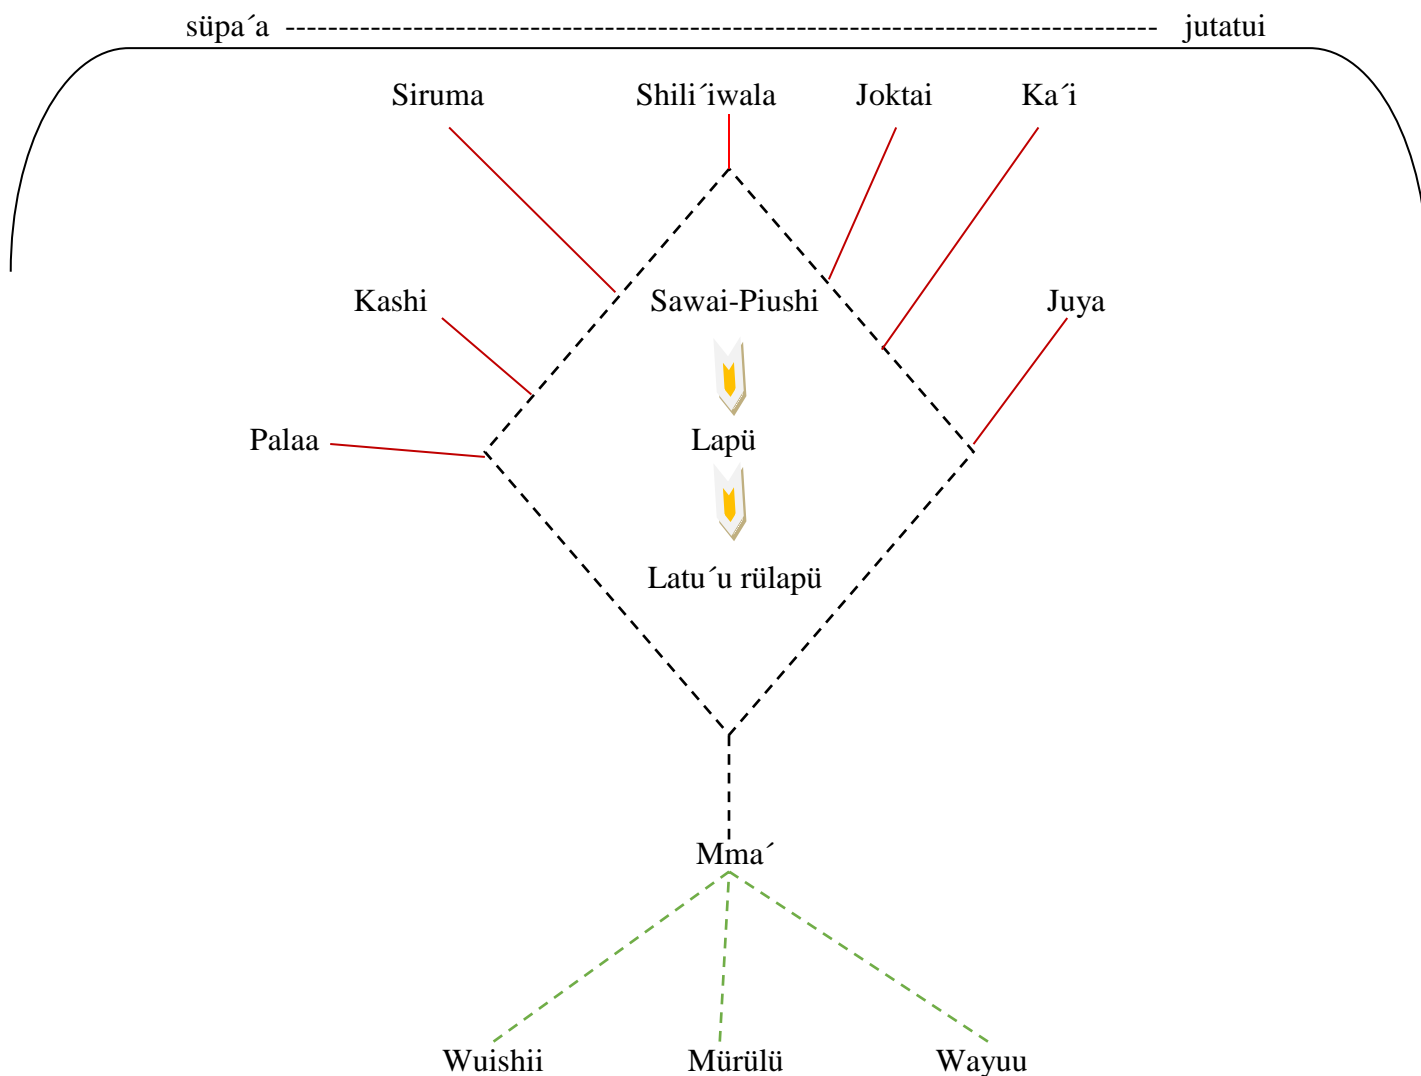 süpa´a ------------------------------------------------------------------- jutatui
Siruma Shili´iwala Joktai Ka´i
Kashi Sawai-Piushi Juya
Palaa Lapü
Latu´u rülapü
Mma´
Wuishii Mürülü Wayuu